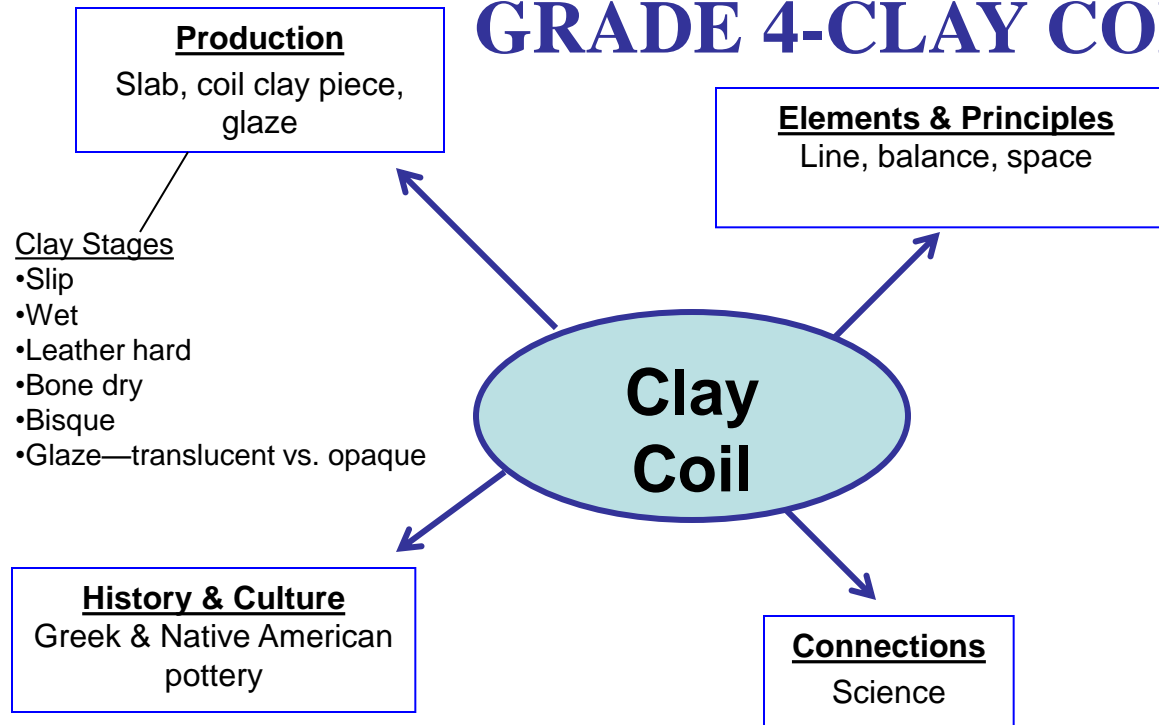 GRADE 4-CLAY CO
Production
Slab, coil clay piece,
glaze
Elements & Principles
Line, balance, space
Clay Stages
•Slip
•Wet
•Leather hard
•Bone dry
•Bisque
•Glaze—translucent vs. opaque
Clay
Coil
History & Culture
Greek & Native American
pottery
Connections
Science